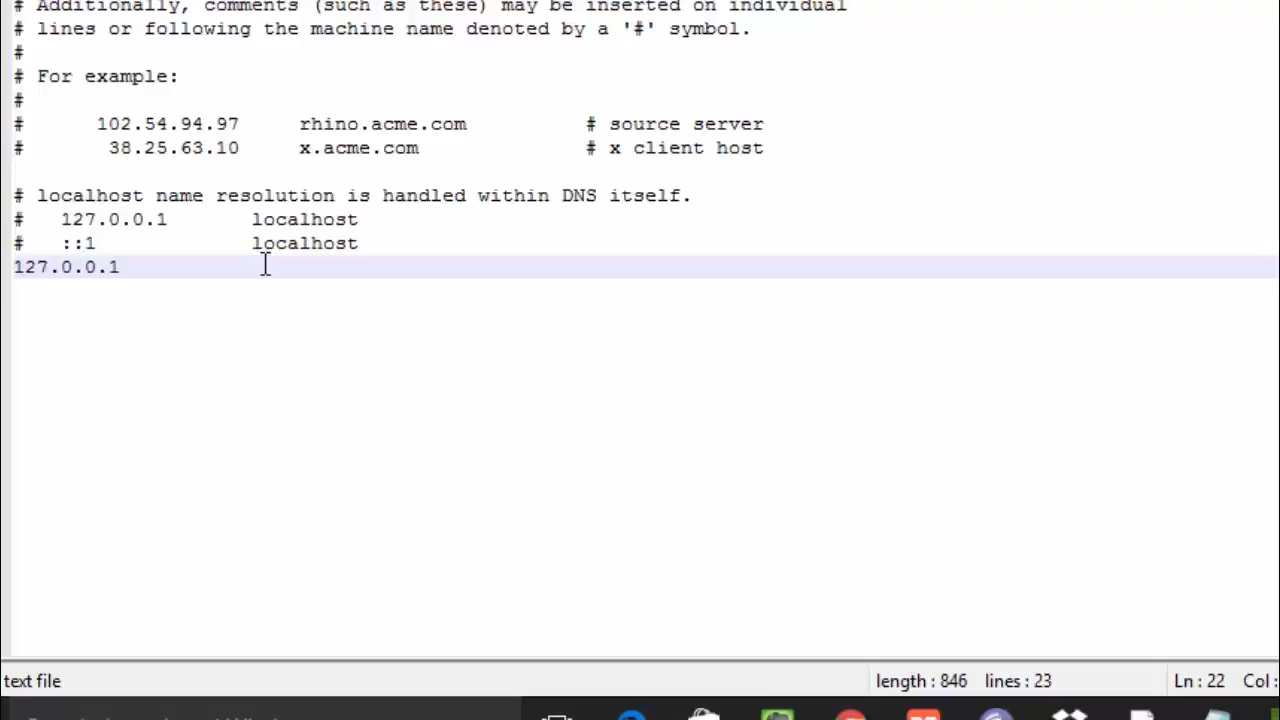 # Additionally, comments (such as these) may be inserted on individual
# lines or following the machine name denoted by a '#' symbol.
#
# For example:
#
#      102.54.94.97     rhino.acme.com          # source server
#       38.25.63.10     x.acme.com              # x client host
# localhost name resolution is handled within DNS itself.
#   127.0.0.1       localhost
#   ::1             localhost
127.0.0.1
text file
length : 846   lines : 23
Ln : 22   Col :